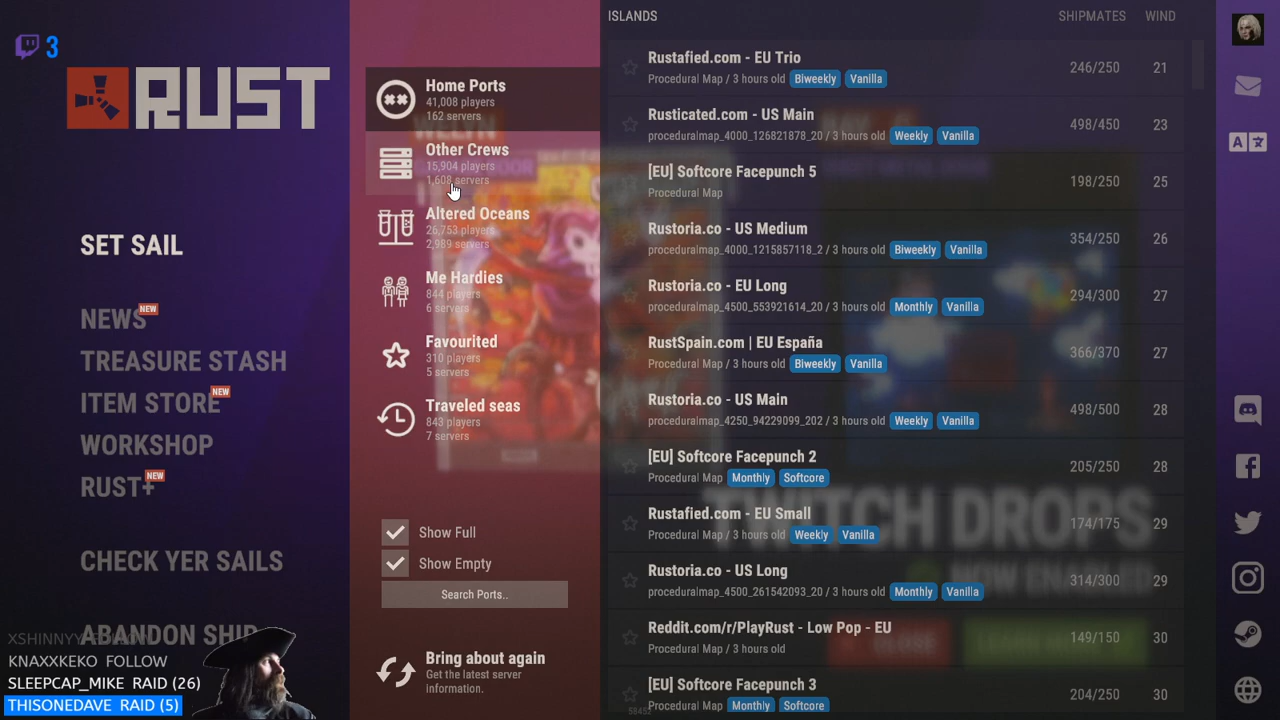 3
RUST
SET SAIL
NEWS NEW
TREASURE STASH
ITEM STORE NEW
WORKSHOP
RUST+ NEW
CHECK YER SAILS
ABANDON SHIP
KNAXXKEKO FOLLOW
SLEEPCAP_MIKE RAID (26)
THISONEDAVE RAID (5)
Home Ports
41,008 players
162 servers
Other Crews
15,904 players
1,608 servers
Altered Oceans
26,753 players
2,989 servers
Me Hardies
844 players
6 servers
Favourited
310 players
5 servers
Traveled seas
843 players
7 servers
Show Full
Show Empty
Search Ports..
Bring about again
Get the latest server
information.
ISLANDS SHIPMATES WIND
Rustafied.com - EU Trio 246/250 21
Procedural Map / 3 hours old Biweekly Vanilla
Rusticated.com - US Main 498/450 23
proceduralmap_4000_126821878_20 / 3 hours old Weekly Vanilla
[EU] Softcore Facepunch 5 198/250 25
Procedural Map
Rustoria.co - US Medium 354/250 26
proceduralmap_4000_1215857118_2 / 3 hours old Biweekly Vanilla
Rustoria.co - EU Long 294/300 27
proceduralmap_4500_553921614_20 / 3 hours old Monthly Vanilla
RustSpain.com | EU España 366/370 27
Procedural Map / 3 hours old Biweekly Vanilla
Rustoria.co - US Main 498/500 28
proceduralmap_4250_94229099_202 / 3 hours old Weekly Vanilla
[EU] Softcore Facepunch 2 205/250 28
Procedural Map Monthly Softcore
Rustafied.com - EU Small 174/175 29
Procedural Map / 3 hours old Weekly Vanilla
Rustoria.co - US Long 314/300 29
proceduralmap_4500_261542093_20 / 3 hours old Monthly Vanilla
Reddit.com/r/PlayRust - Low Pop - EU 149/150 30
Procedural Map / 3 hours old
[EU] Softcore Facepunch 3 204/250 30
Procedural Map Monthly Softcore
TWITCH DROPS
NOW ENABLED
CLOSE